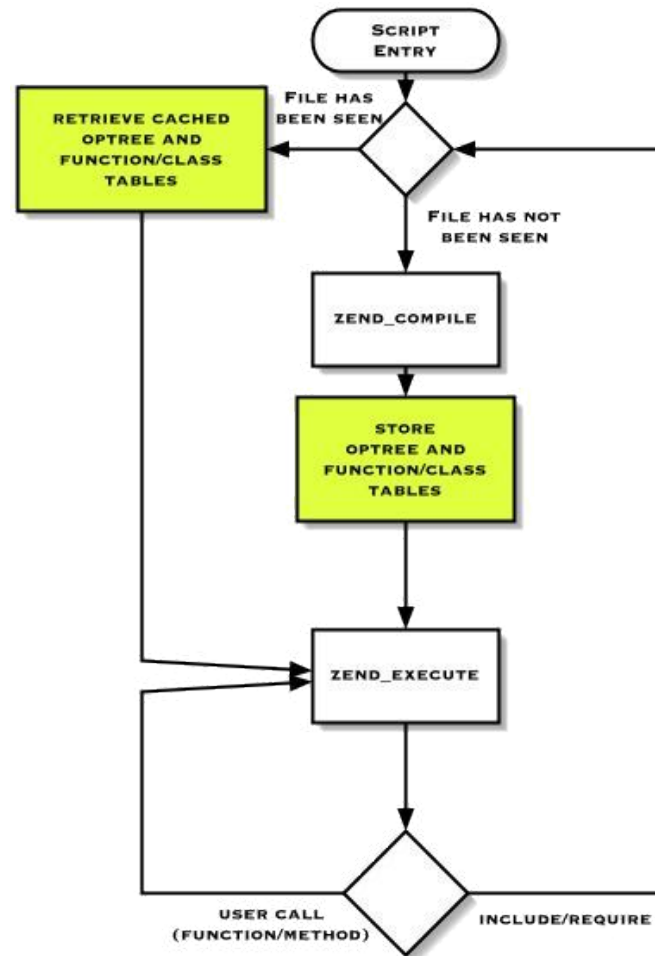 SCRIPT
ENTRY
FILE HAS
BEEN SEEN
RETRIEVE CACHED
OPTREE AND
FUNCTION/CLASS
TABLES
FILE HAS NOT
BEEN SEEN
ZEND_COMPILE
STORE
OPTREE AND
FUNCTION/CLASS
TABLES
ZEND_EXECUTE
USER CALL
(FUNCTION/METHOD)
INCLUDE/REQUIRE